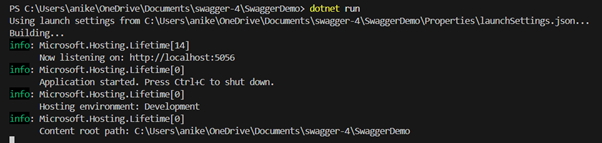 PS C:\Users\anike\OneDrive\Documents\swagger-4\SwaggerDemo> dotnet run
Using launch settings from C:\Users\anike\OneDrive\Documents\swagger-4\SwaggerDemo\Properties\launchSettings.json...
Building...
info: Microsoft.Hosting.Lifetime[14]
      Now listening on: http://localhost:5056
info: Microsoft.Hosting.Lifetime[0]
      Application started. Press Ctrl+C to shut down.
info: Microsoft.Hosting.Lifetime[0]
      Hosting environment: Development
info: Microsoft.Hosting.Lifetime[0]
      Content root path: C:\Users\anike\OneDrive\Documents\swagger-4\SwaggerDemo